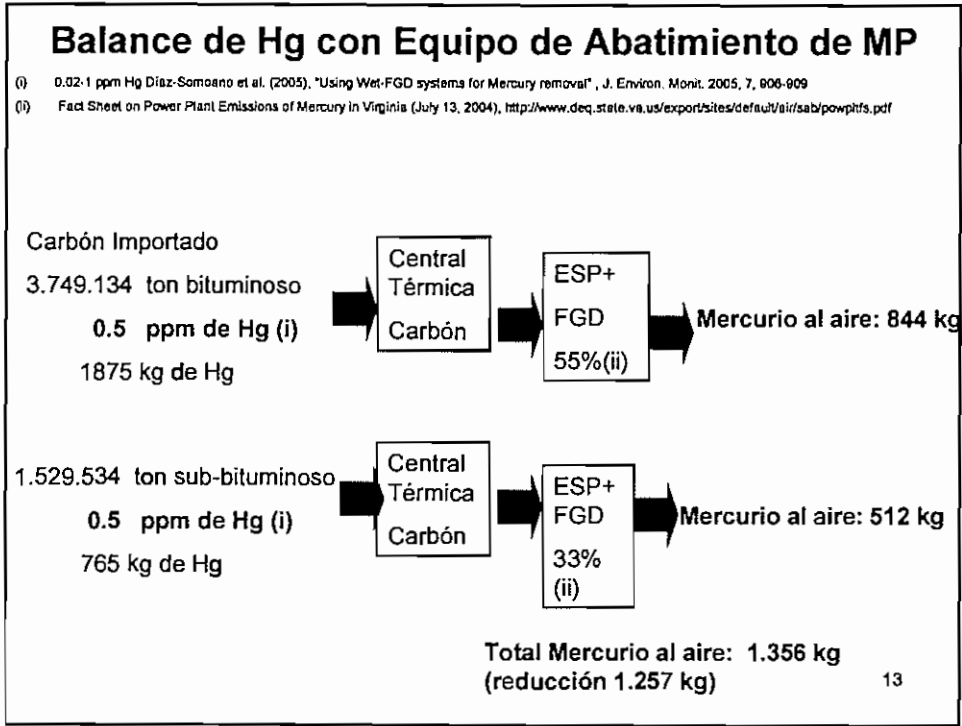 Balance de Hg con Equipo de Abatimiento de MP
(i) 0.02-1 ppm Hg Díaz-Somoano et al. (2005), "Using Wet-FGD systems for Mercury removal" , J. Environ. Monit. 2005, 7, 906-909
(ii) Fact Sheet on Power Plant Emissions of Mercury in Virginia (July 13, 2004), http://www.deq.state.va.us/export/sites/default/air/sab/powpltfs.pdf
Carbón Importado
3.749.134 ton bituminoso
0.5 ppm de Hg (i)
1875 kg de Hg
Central
Térmica
Carbón
ESP+
FGD
55%(ii)
Mercurio al aire: 844 kg
1.529.534 ton sub-bituminoso
0.5 ppm de Hg (i)
765 kg de Hg
Central
Térmica
Carbón
ESP+
FGD
33%
(ii)
Mercurio al aire: 512 kg
Total Mercurio al aire: 1.356 kg
(reducción 1.257 kg)
13